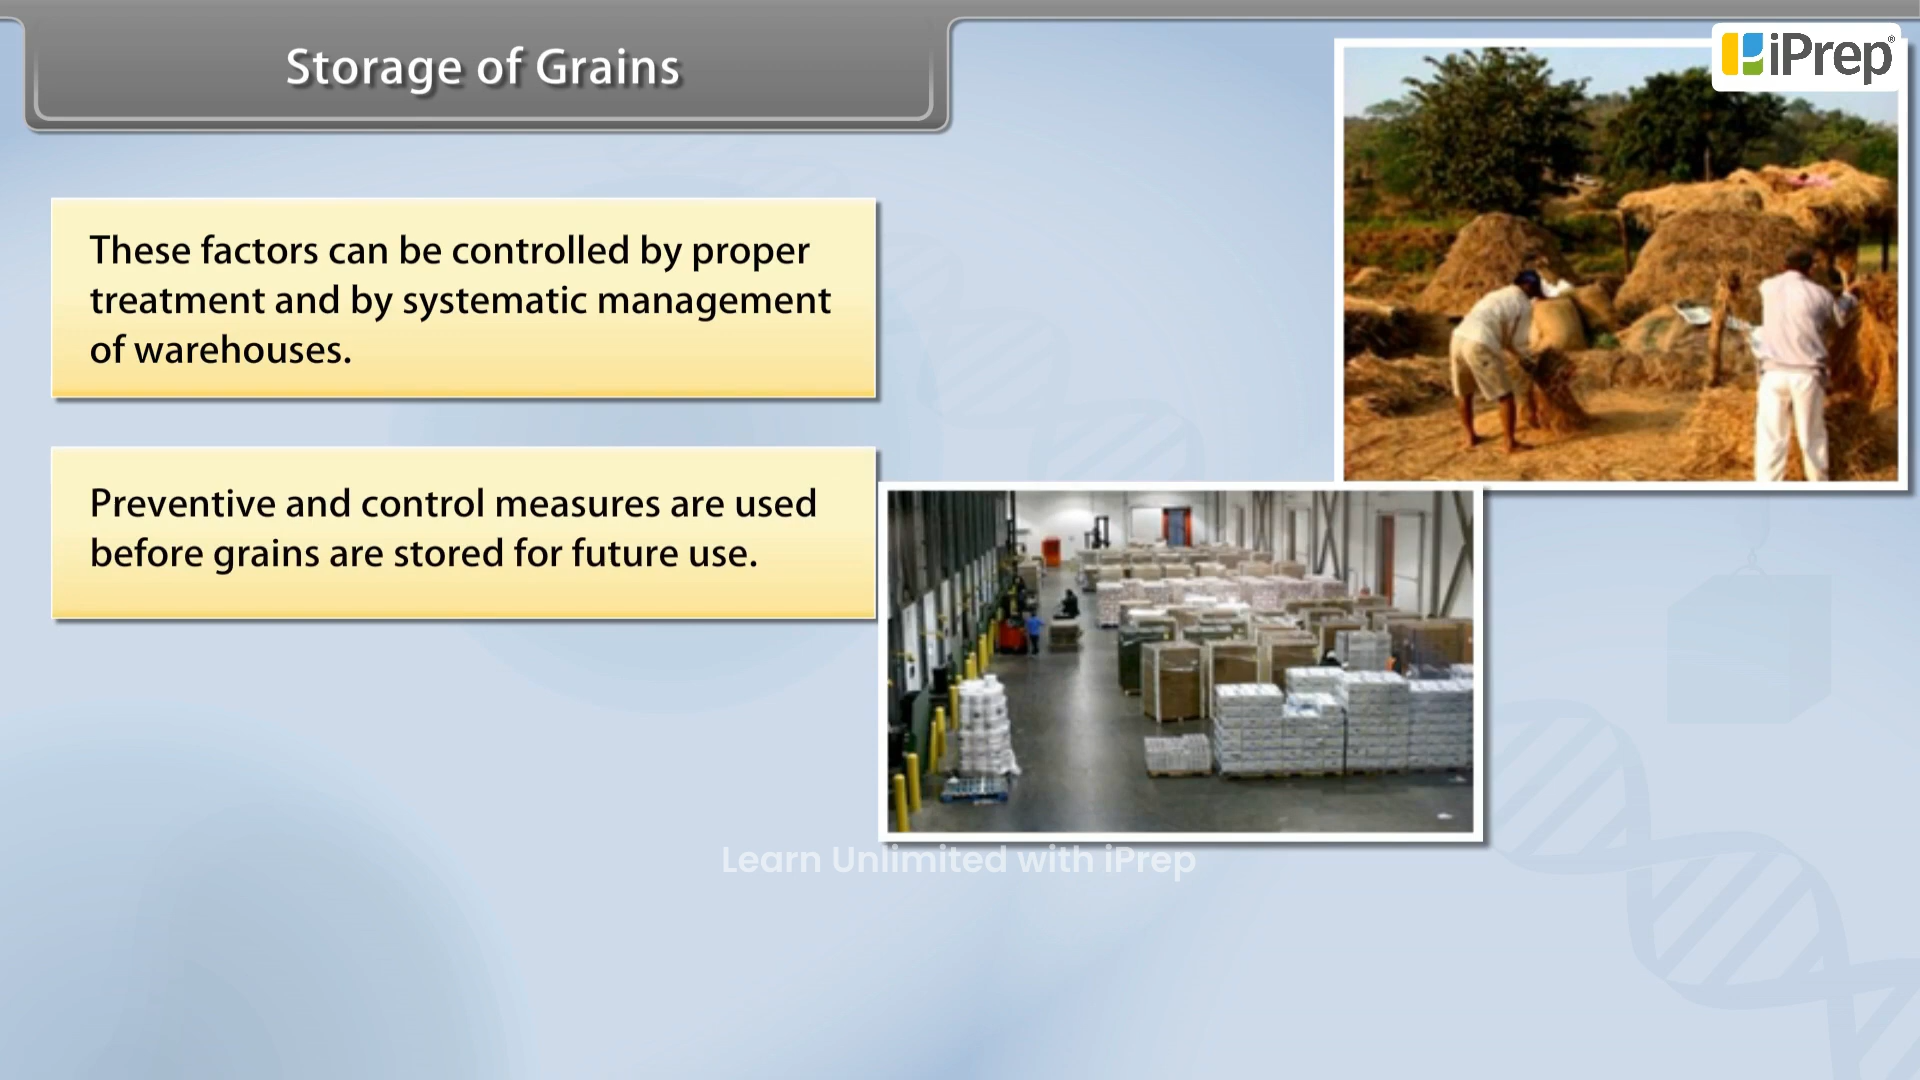 Storage of Grains
iPrep®
These factors can be controlled by proper
treatment and by systematic management
of warehouses.
Preventive and control measures are used
before grains are stored for future use.
Learn Unlimited with iPrep